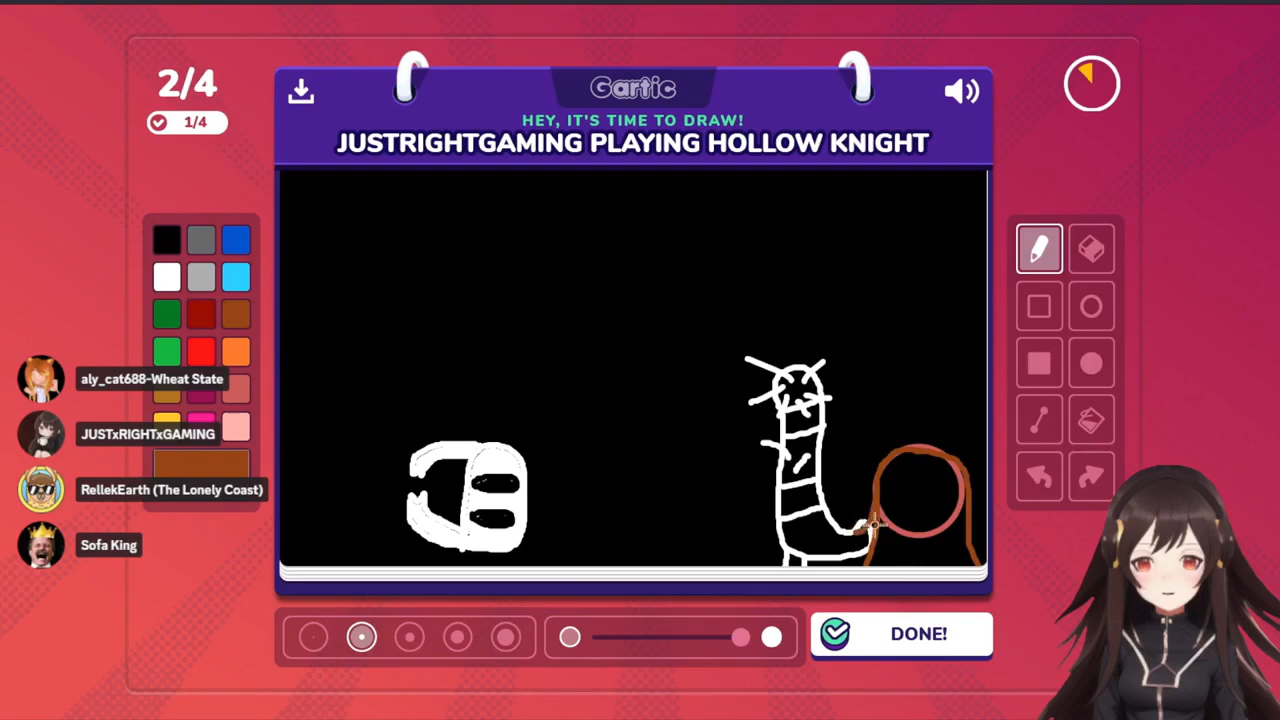 2/4
1/4
Gartic
HEY, IT'S TIME TO DRAW!
JUSTRIGHTGAMING PLAYING HOLLOW KNIGHT
aly_cat688-Wheat State
JUSTxRIGHTxGAMING
RellekEarth (The Lonely Coast)
Sofa King
DONE!